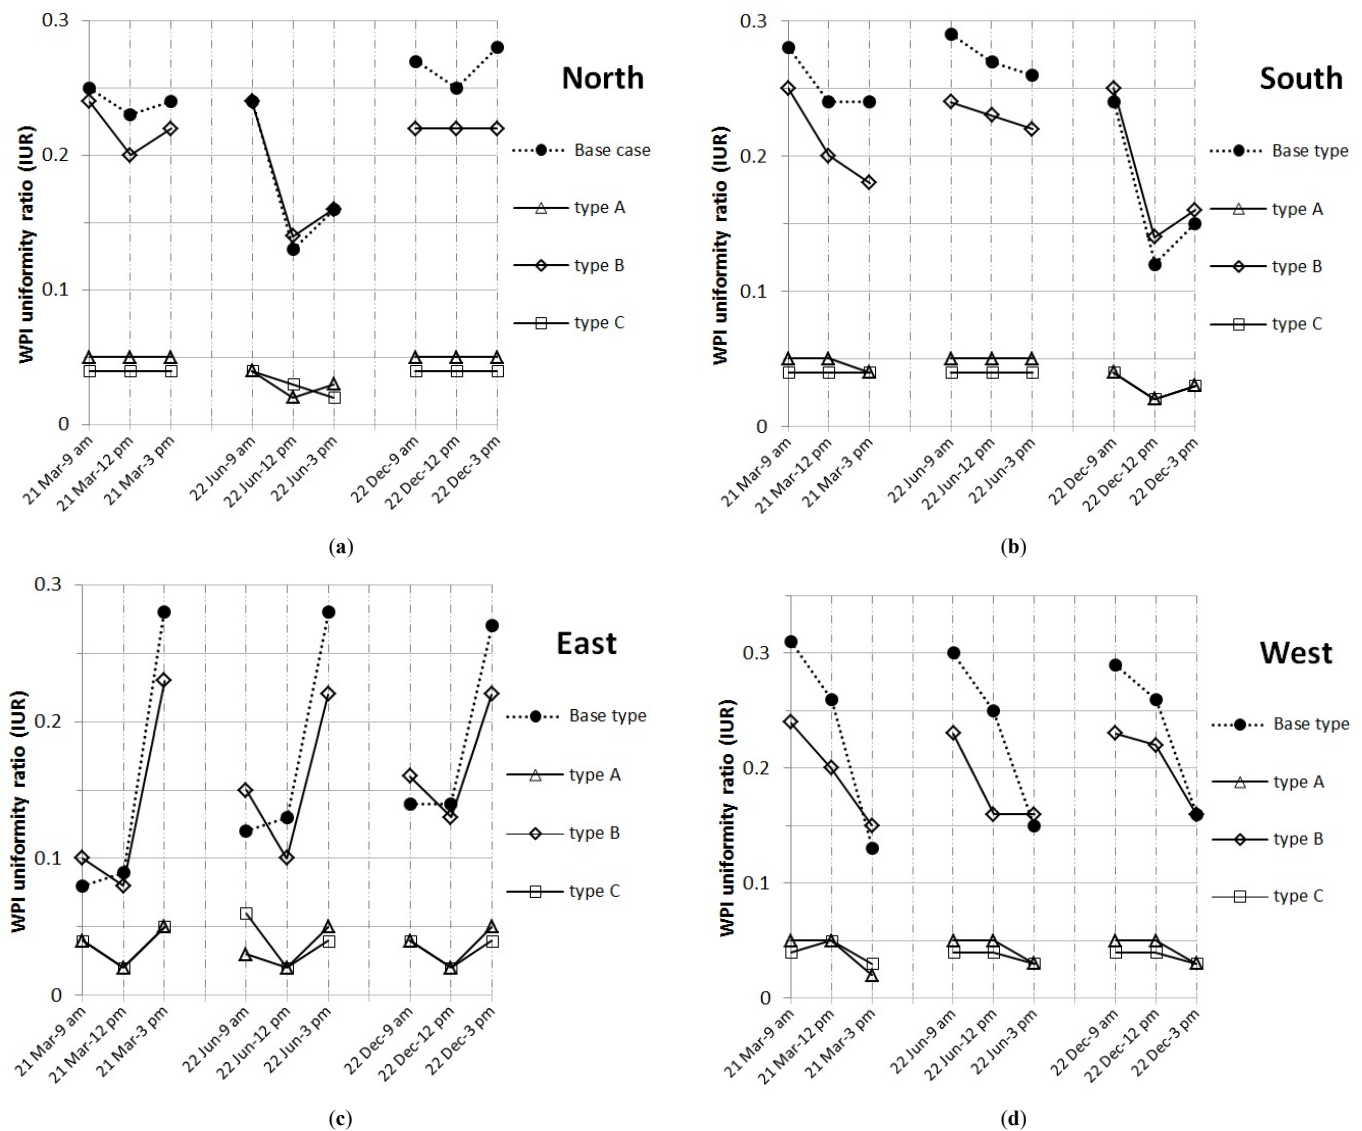 0.3
0.2
0.1
0
WPI uniformity ratio (IUR)
North
Base case
type A
type B
type C
21 Mar-9 am
21 Mar-12 pm
21 Mar-3 pm
22 Jun-9 am
22 Jun-12 pm
22 Jun-3 pm
22 Dec-9 am
22 Dec-12 pm
22 Dec-3 pm
(a)
0.3
0.2
0.1
0
WPI uniformity ratio (IUR)
South
Base type
type A
type B
type C
21 Mar-9 am
21 Mar-12 pm
21 Mar-3 pm
22 Jun-9 am
22 Jun-12 pm
22 Jun-3 pm
22 Dec-9 am
22 Dec-12 pm
22 Dec-3 pm
(b)
0.3
0.2
0.1
0
WPI uniformity ratio (IUR)
East
Base type
type A
type B
type C
21 Mar-9 am
21 Mar-12 pm
21 Mar-3 pm
22 Jun-9 am
22 Jun-12 pm
22 Jun-3 pm
22 Dec-9 am
22 Dec-12 pm
22 Dec-3 pm
(c)
0.3
0.2
0.1
0
WPI uniformity ratio (IUR)
West
Base type
type A
type B
type C
21 Mar-9 am
21 Mar-12 pm
21 Mar-3 pm
22 Jun-9 am
22 Jun-12 pm
22 Jun-3 pm
22 Dec-9 am
22 Dec-12 pm
22 Dec-3 pm
(d)